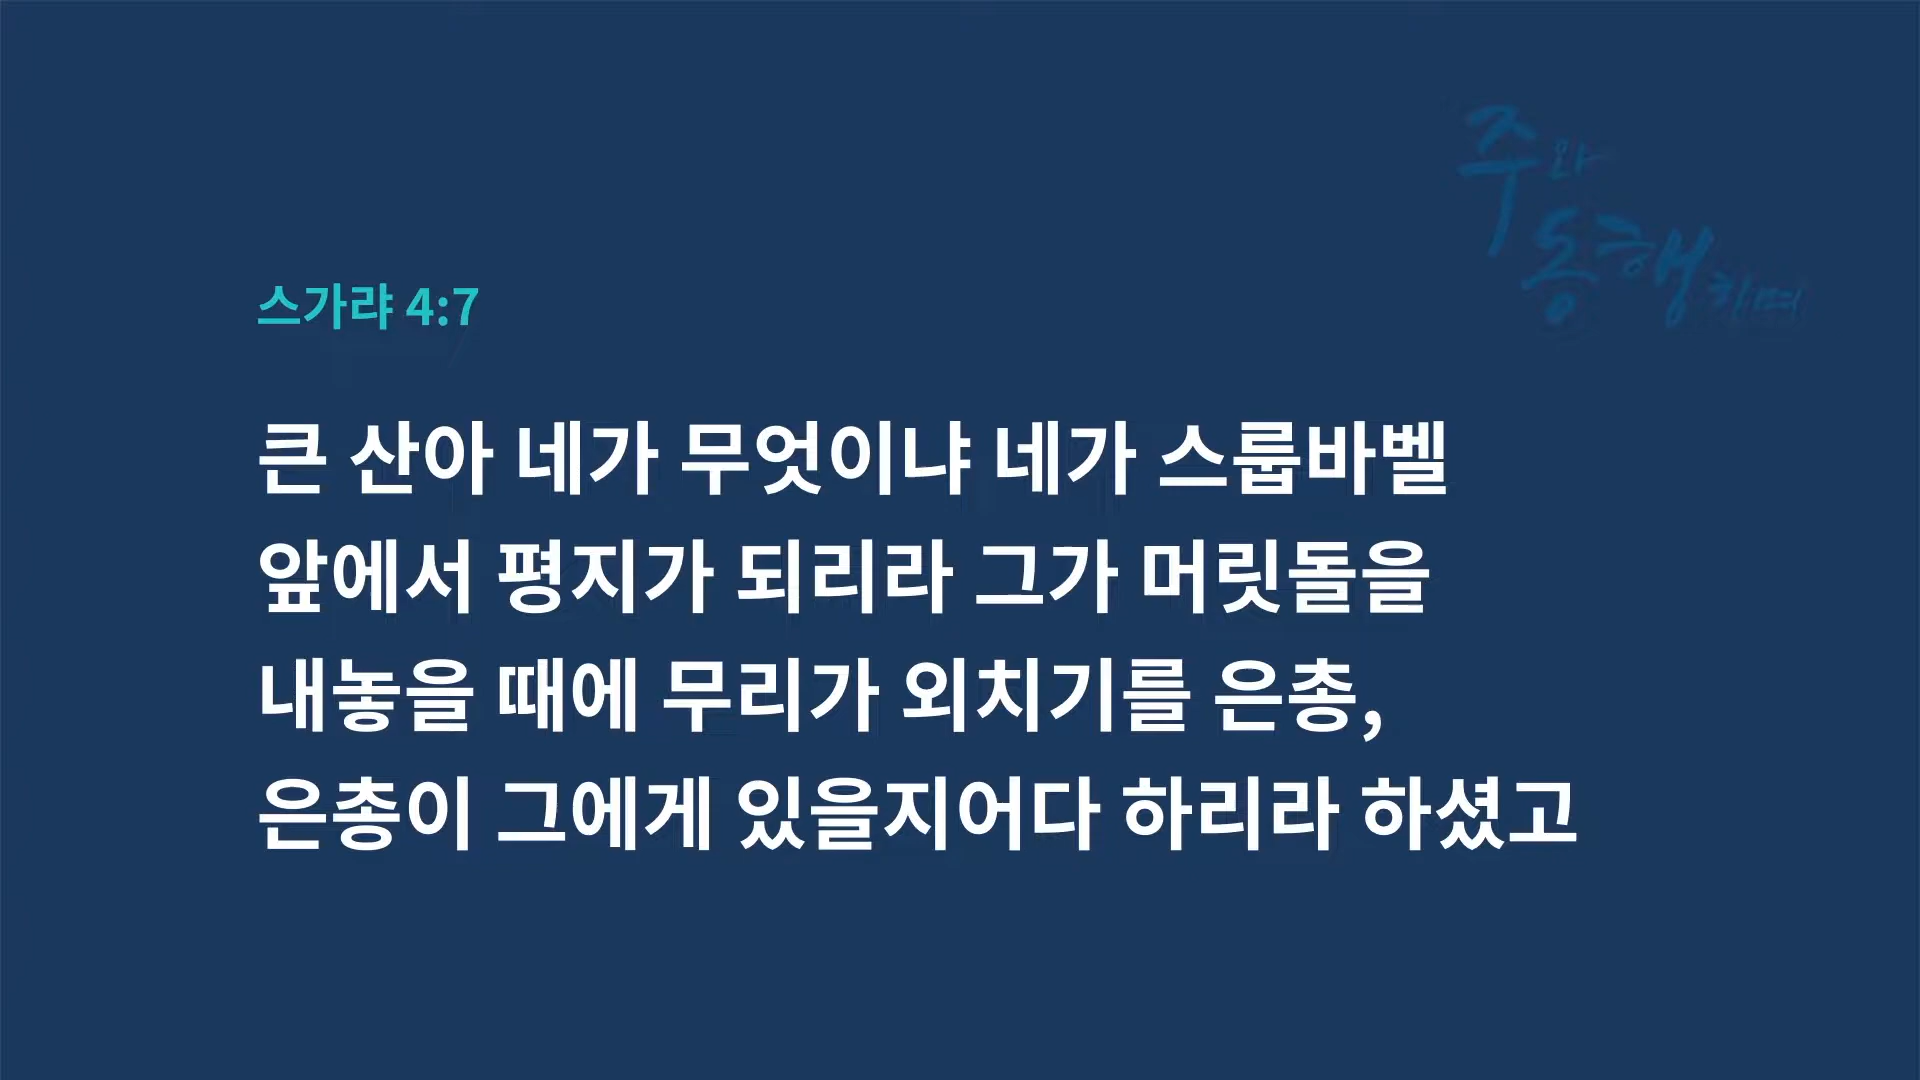 주와
동행하며
스가랴 4:7
큰 산아 네가 무엇이냐 네가 스룹바벨
앞에서 평지가 되리라 그가 머릿돌을
내놓을 때에 무리가 외치기를 은총,
은총이 그에게 있을지어다 하리라 하셨고